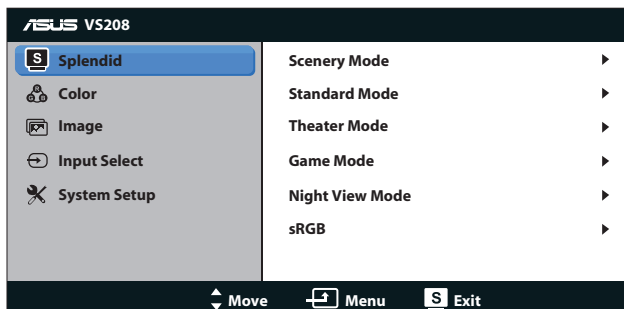 ASUS VS208
S Splendid
Color
Image
Input Select
System Setup
Scenery Mode
Standard Mode
Theater Mode
Game Mode
Night View Mode
sRGB
Move Menu S Exit